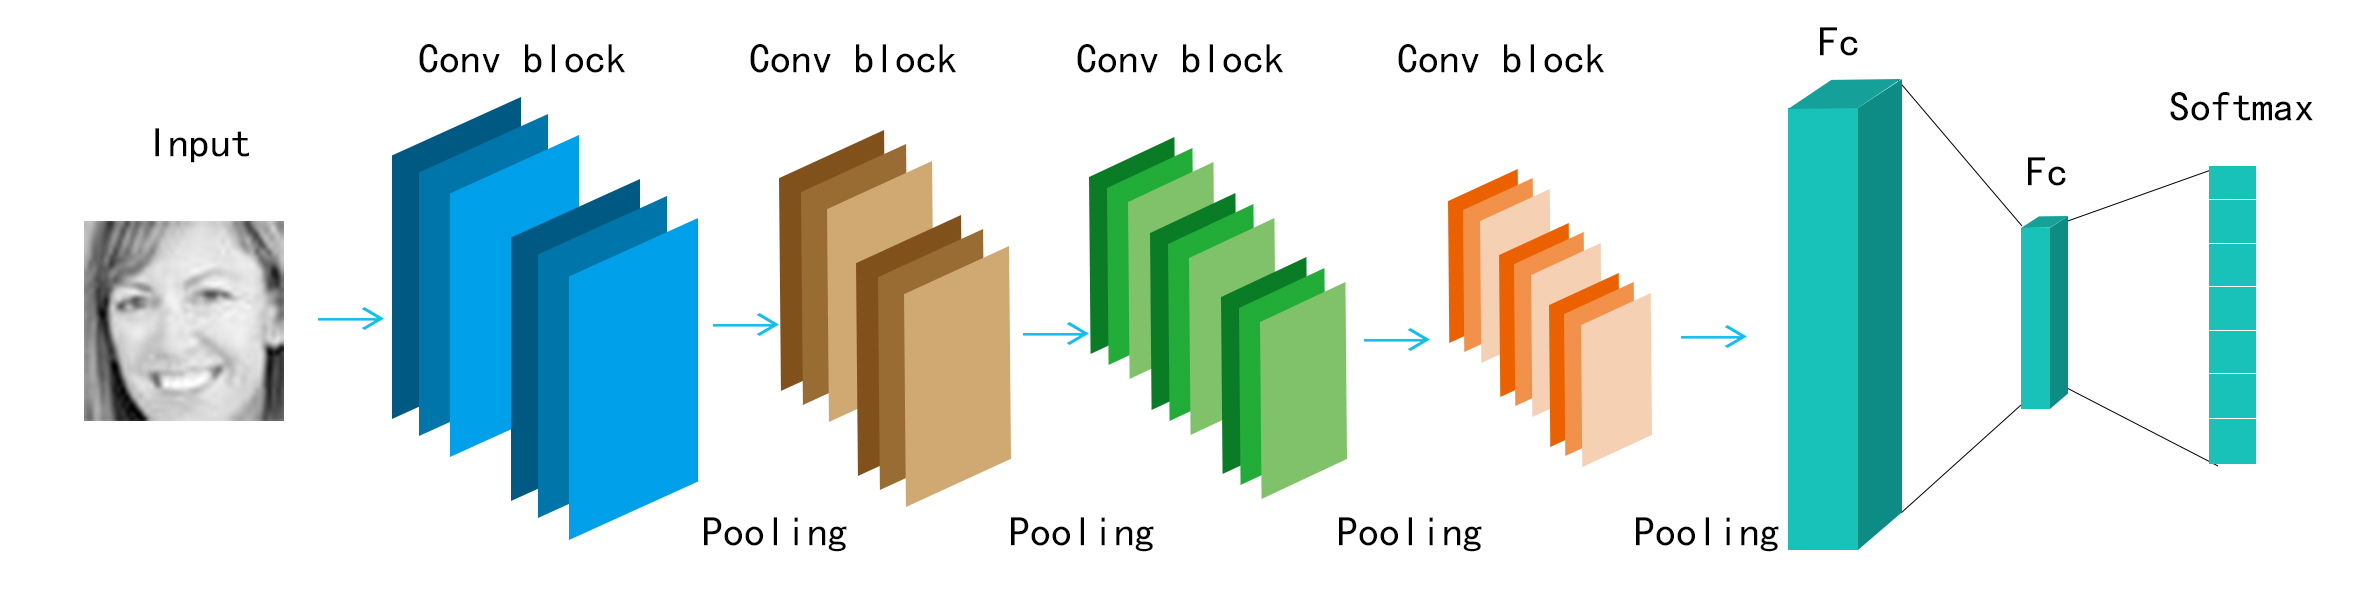 Input
Conv block
Conv block
Conv block
Conv block
Fc
Fc
Softmax
Pooling
Pooling
Pooling
Pooling